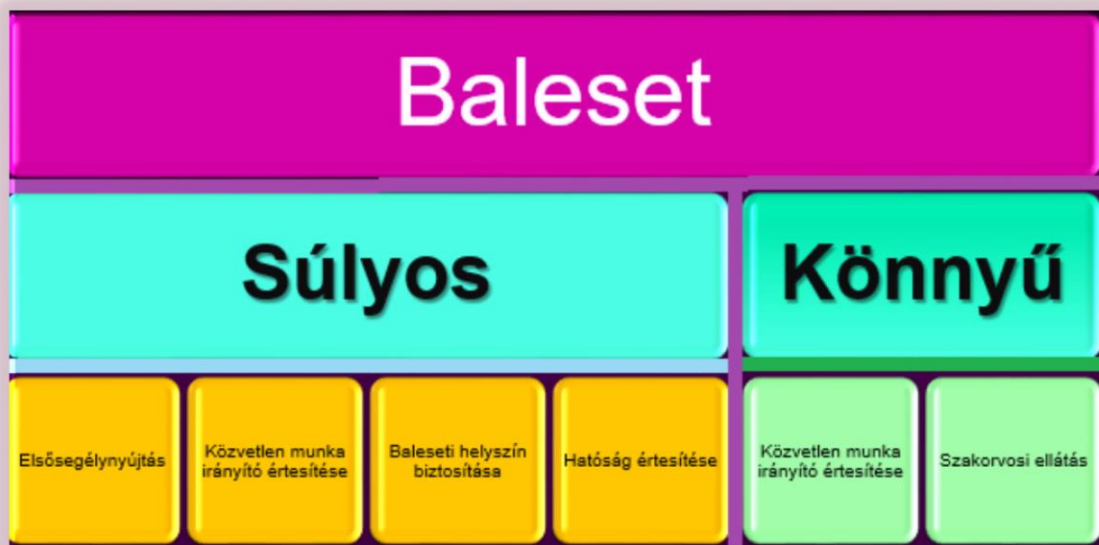 Baleset
Súlyos
Könnyű
Elsősegélynyújtás
Közvetlen munka
irányító értesítése
Baleseti helyszín
biztosítása
Hatóság értesítése
Közvetlen munka
irányító értesítése
Szakorvosi ellátás